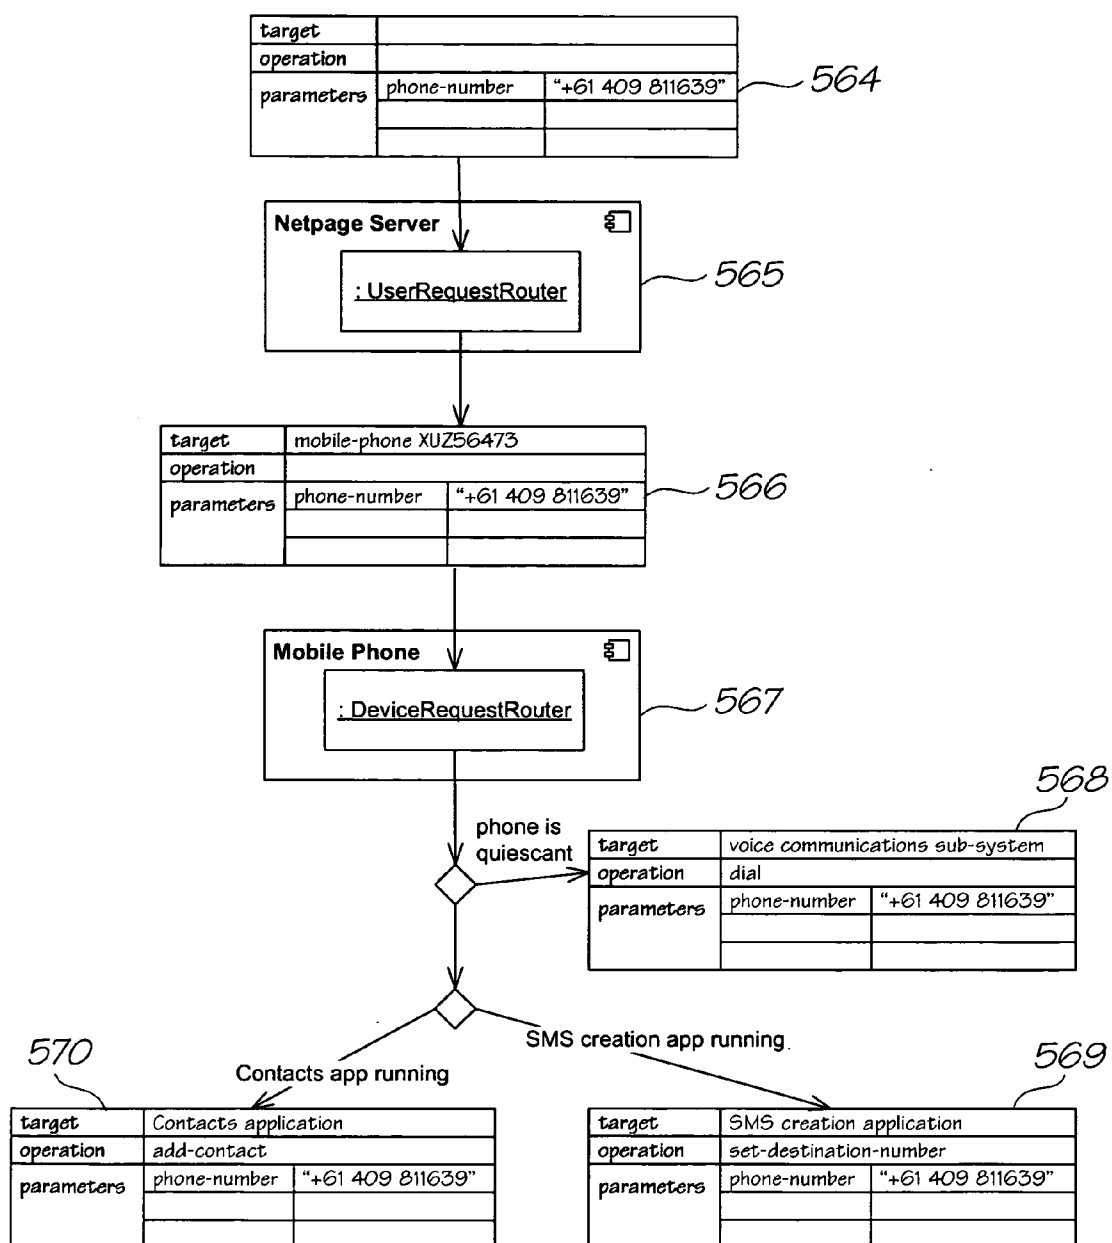 target
operation
parameters phone-number "+61 409 811639"
564
Netpage Server
: UserRequestRouter
565
target mobile-phone XUZ56473
operation
parameters phone-number "+61 409 811639"
566
Mobile Phone
: DeviceRequestRouter
567
phone is
quiescant
568
target voice communications sub-system
operation dial
parameters phone-number "+61 409 811639"
SMS creation app running
Contacts app running
570
target Contacts application
operation add-contact
parameters phone-number "+61 409 811639"
569
target SMS creation application
operation set-destination-number
parameters phone-number "+61 409 811639"